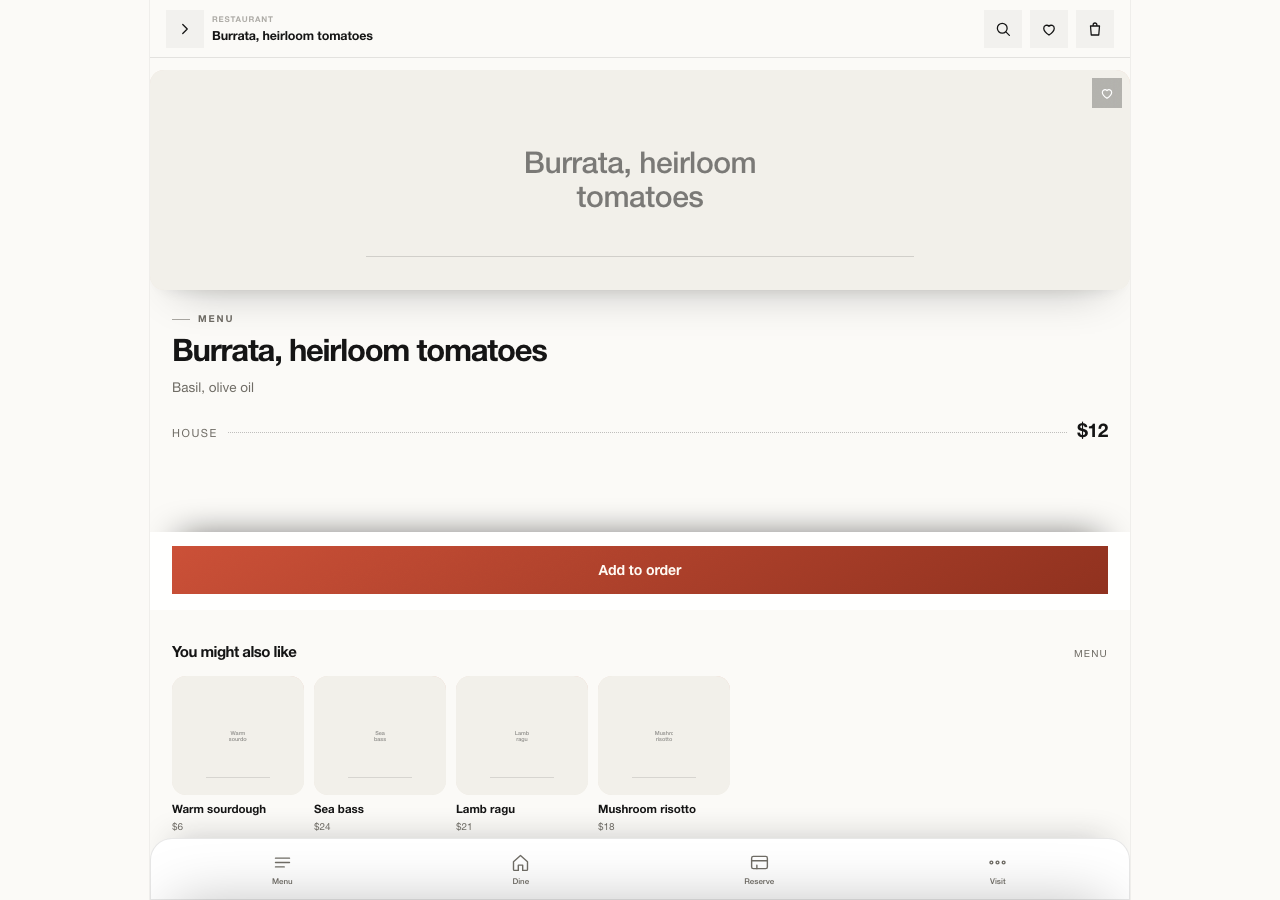 RESTAURANT
Burrata, heirloom tomatoes
Burrata, heirloom
tomatoes
MENU
Burrata, heirloom tomatoes
Basil, olive oil
HOUSE $12
Add to order
You might also like
MENU
Warm
sourdo
Sea
bass
Lamb
ragu
Mushro
risotto
Warm sourdough
Sea bass
Lamb ragu
Mushroom risotto
$6
$24
$21
$18
Menu
Dine
Reserve
Visit